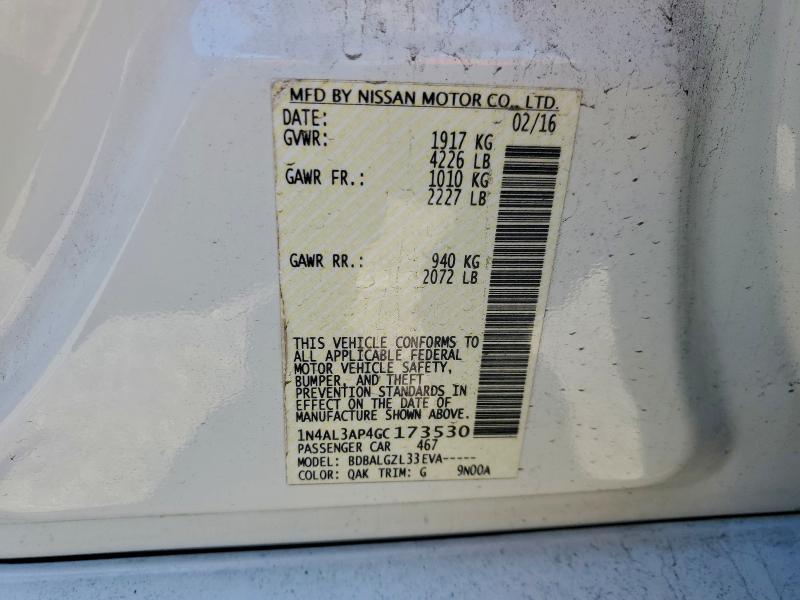 MFD BY NISSAN MOTOR CO., LTD.
DATE: 02/16
GVWR: 1917 KG
4226 LB
GAWR FR.: 1010 KG
2227 LB
GAWR RR.: 940 KG
2072 LB
THIS VEHICLE CONFORMS TO
ALL APPLICABLE FEDERAL
MOTOR VEHICLE SAFETY,
BUMPER, AND THEFT
PREVENTION STANDARDS IN
EFFECT ON THE DATE OF
MANUFACTURE SHOWN ABOVE.
1N4AL3AP4GC173530
PASSENGER CAR 467
MODEL: BDBALGZL33EVA-----
COLOR: QAK TRIM: G 9N00A